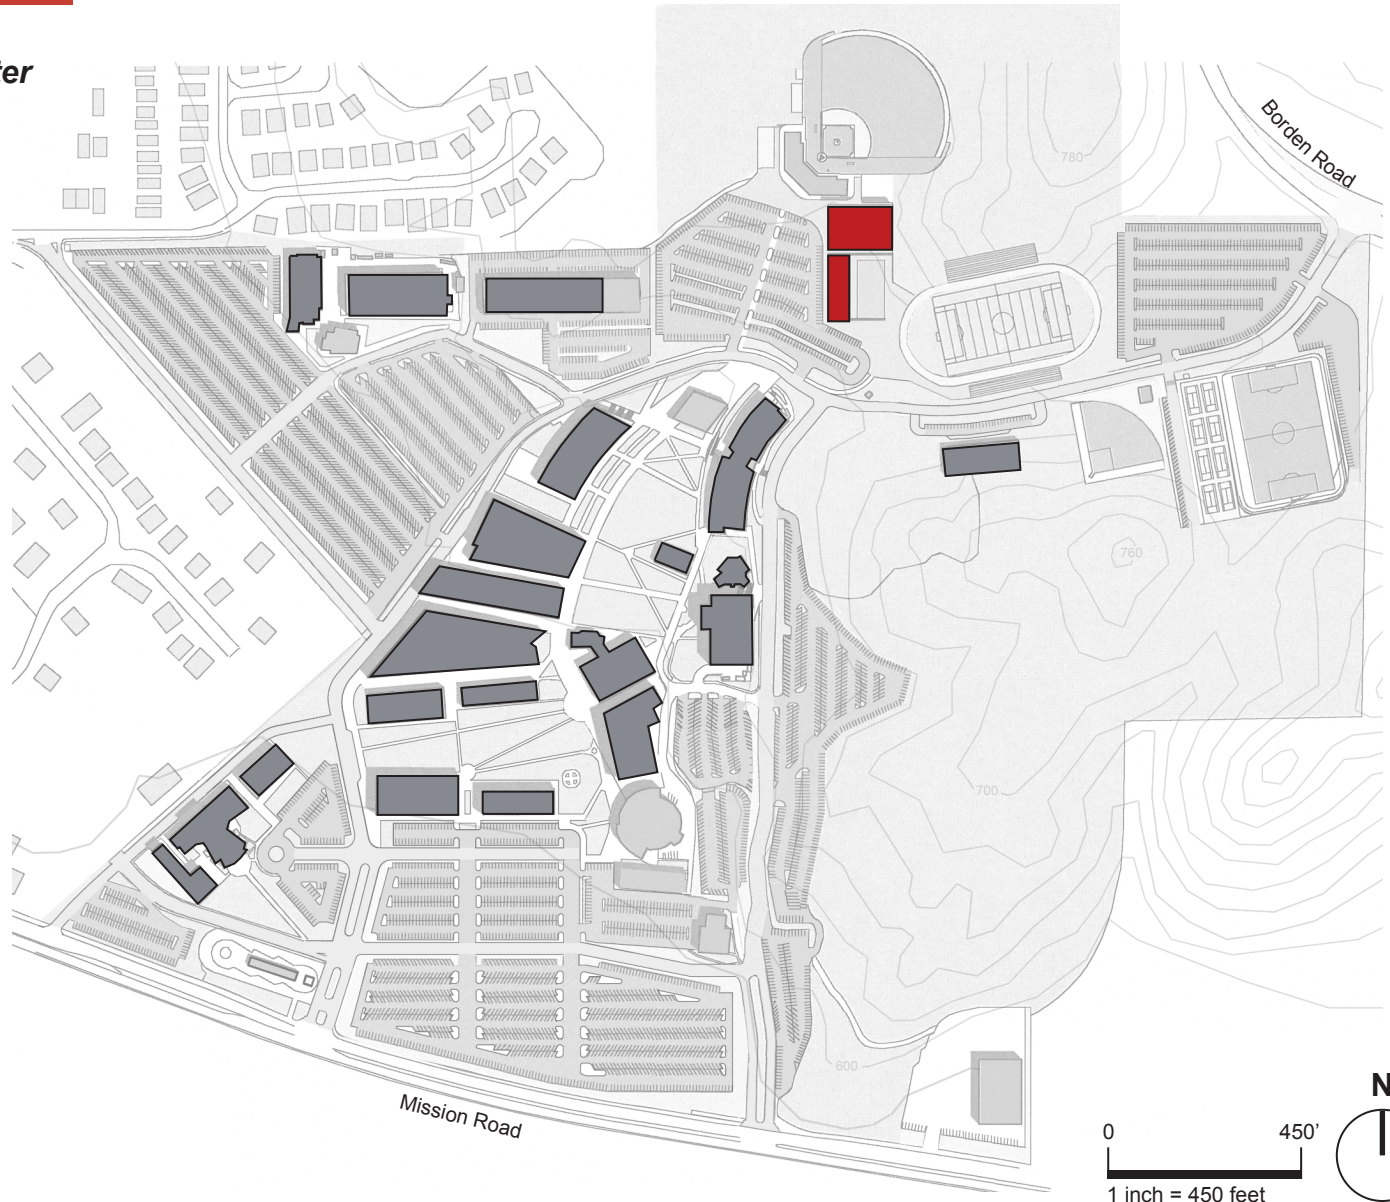 ter
Borden Road
780
760
700
600
Mission Road
N
0 450’
1 inch = 450 feet